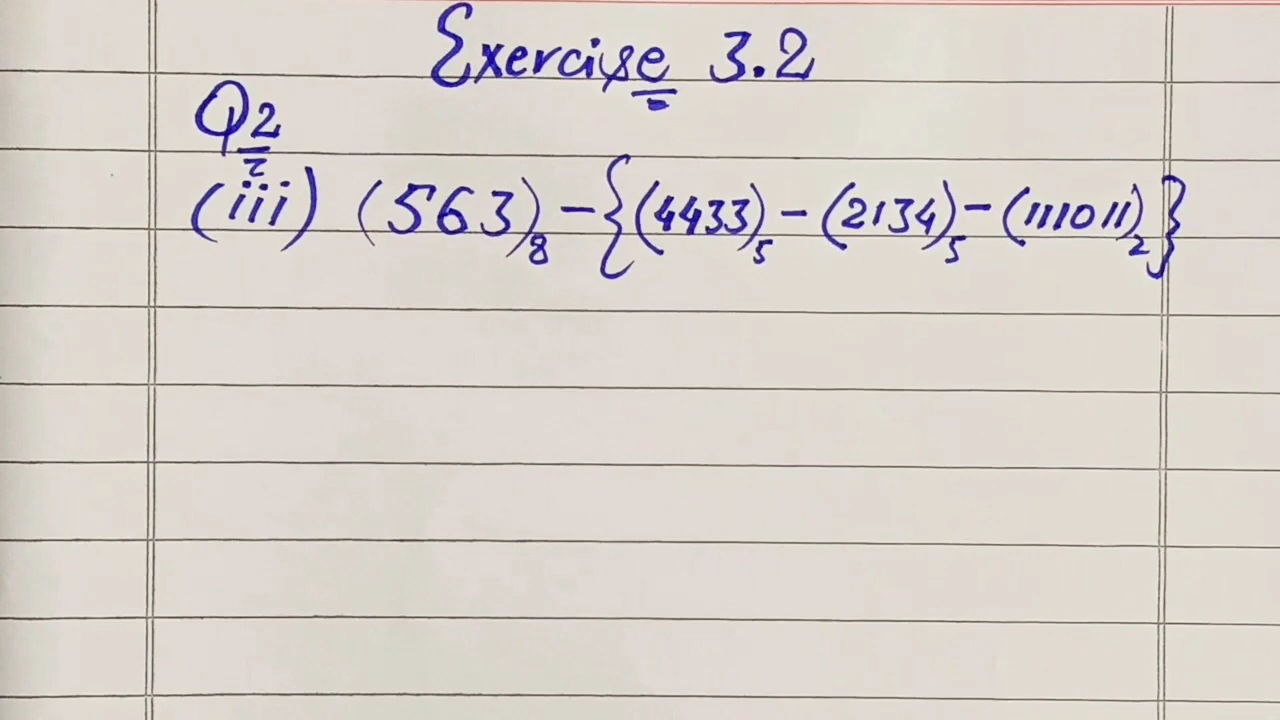 Exercise 3.2
Q2
(iii) (563)₈ - {(4433)₅ - (2134)₅ - (111011)₂}